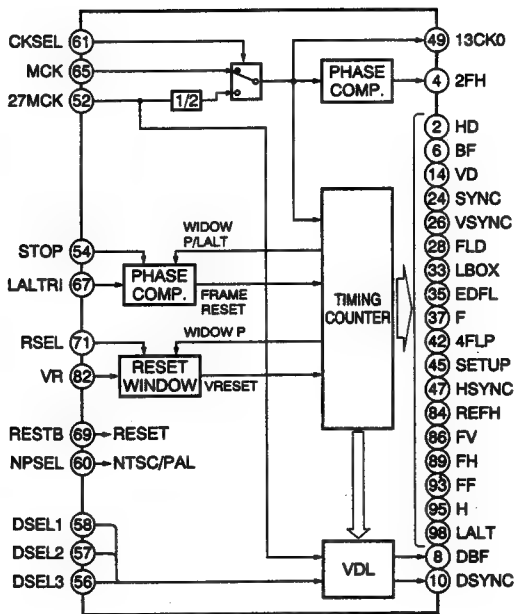 CKSEL 61
MCK 65
27MCK 52
1/2
PHASE
COMP.
49 13CK0
4 2FH
2 HD
6 BF
14 VD
24 SYNC
26 VSYNC
28 FLD
33 LBOX
35 EDFL
37 F
42 4FLP
45 SETUP
47 HSYNC
84 REFH
86 FV
89 FH
93 FF
95 H
98 LALT
8 DBF
10 DSYNC
STOP 54
LALTRI 67
PHASE
COMP.
WIDOW
P/LALT
FRAME
RESET
TIMING
COUNTER
RSEL 71
VR 82
RESET
WINDOW
WIDOW P
VRESET
RESTB 69 RESET
NPSEL 60 NTSC/PAL
DSEL1 58
DSEL2 57
DSEL3 56
VDL